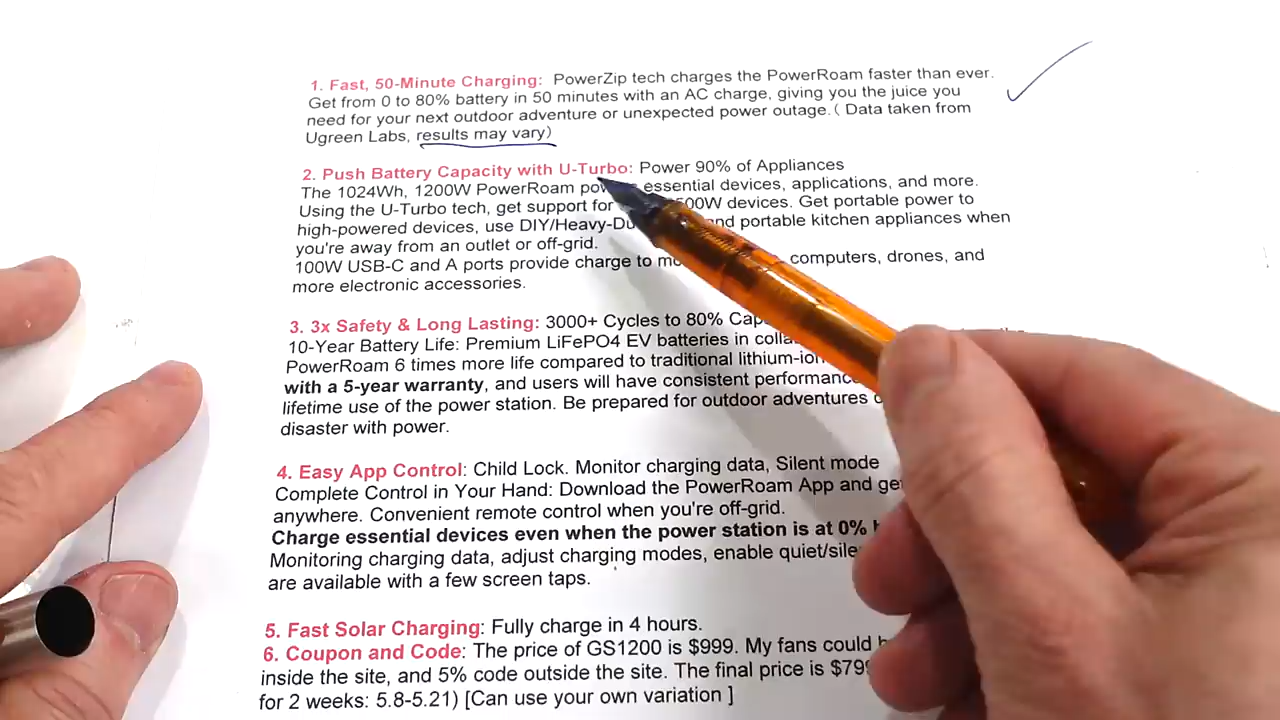 1. Fast, 50-Minute Charging: PowerZip tech charges the PowerRoam faster than ever.
Get from 0 to 80% battery in 50 minutes with an AC charge, giving you the juice you
need for your next outdoor adventure or unexpected power outage.( Data taken from
Ugreen Labs, results may vary)
2. Push Battery Capacity with U-Turbo: Power 90% of Appliances
The 1024Wh, 1200W PowerRoam essential devices, applications, and more.
Using the U-Turbo tech, get support for 500W devices. Get portable power to
high-powered devices, use DIY/Heavy-Du and portable kitchen appliances when
you're away from an outlet or off-grid.
100W USB-C and A ports provide charge to computers, drones, and
more electronic accessories.
3. 3x Safety & Long Lasting: 3000+ Cycles to 80% Cap
10-Year Battery Life: Premium LiFePO4 EV batteries in
PowerRoam 6 times more life compared to traditional lithium-ion
with a 5-year warranty, and users will have consistent performance
lifetime use of the power station. Be prepared for outdoor adventures
disaster with power.
4. Easy App Control: Child Lock. Monitor charging data, Silent mode
Complete Control in Your Hand: Download the PowerRoam App and get
anywhere. Convenient remote control when you're off-grid.
Charge essential devices even when the power station is at 0%
Monitoring charging data, adjust charging modes, enable quiet/sile
are available with a few screen taps.
5. Fast Solar Charging: Fully charge in 4 hours.
6. Coupon and Code: The price of GS1200 is $999. My fans could
inside the site, and 5% code outside the site. The final price is $799
for 2 weeks: 5.8-5.21) [Can use your own variation ]